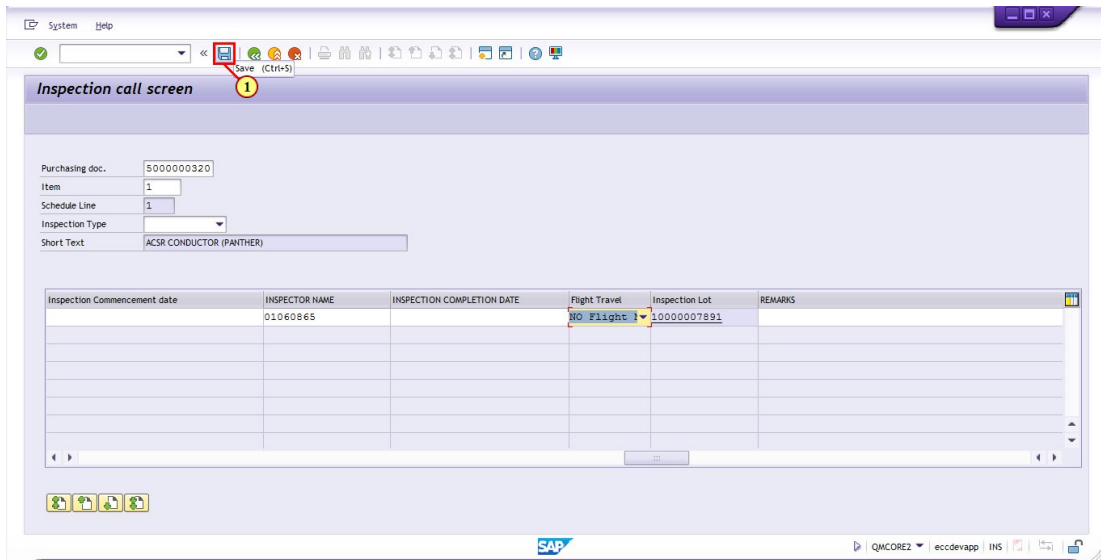 System Help
Save (Ctrl+S)
Inspection call screen
1
Purchasing doc. 5000000320
Item 1
Schedule Line 1
Inspection Type
Short Text ACSR CONDUCTOR (PANTHER)
Inspection Commencement date INSPECTOR NAME INSPECTION COMPLETION DATE Flight Travel Inspection Lot REMARKS
01060865 NO Flight 10000007891
SAP QMCORE2 eccdevapp INS